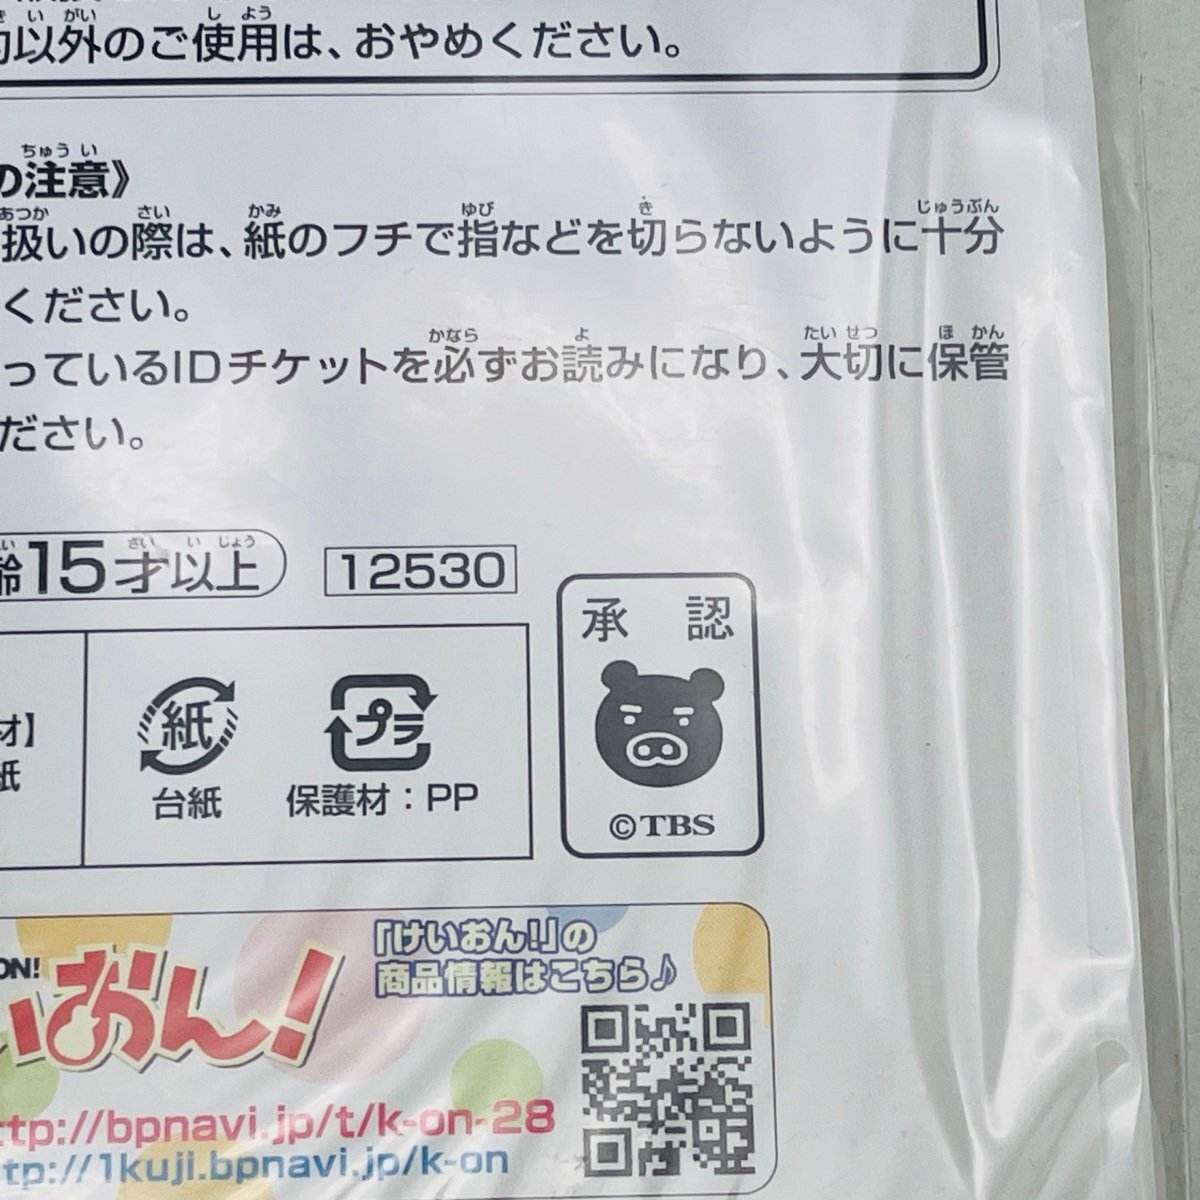 以外のご使用は、おやめください。
の注意》
扱いの際は、紙のフチで指などを切らないように十分
ください。
っているIDチケットを必ずお読みになり、大切に保管
ださい。
齢15才以上
12530
承 認
材】
紙
紙
プラ
台紙
保護材：PP
©TBS
ON!
いおん!
「けいおん!」の
商品情報はこちら♪
ttp://bpnavi.jp/t/k-on-28
tp://1kuji.bpnavi.jp/k-on